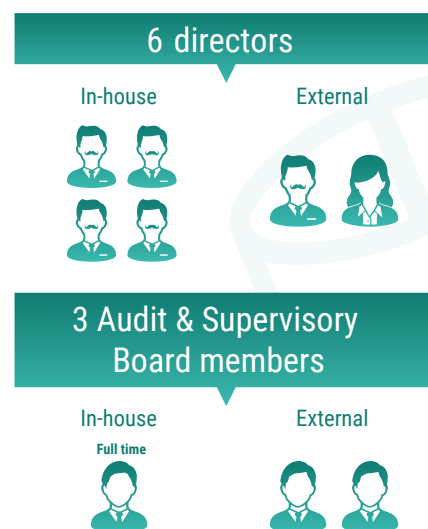 6 directors
In-house
External
3 Audit & Supervisory
Board members
In-house
External
Full time